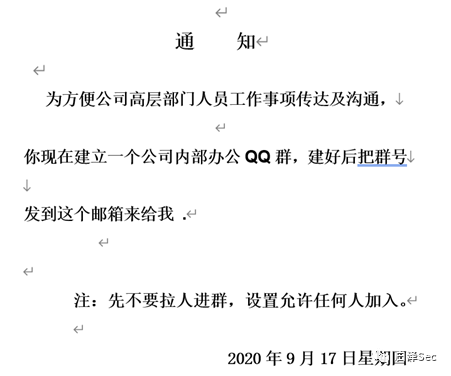 通 知
为方便公司高层部门人员工作事项传达及沟通，
你现在建立一个公司内部办公 QQ 群，建好后把群号
发到这个邮箱来给我 .
注：先不要拉人进群，设置允许任何人加入。
2020 年 9 月 17 日星期四